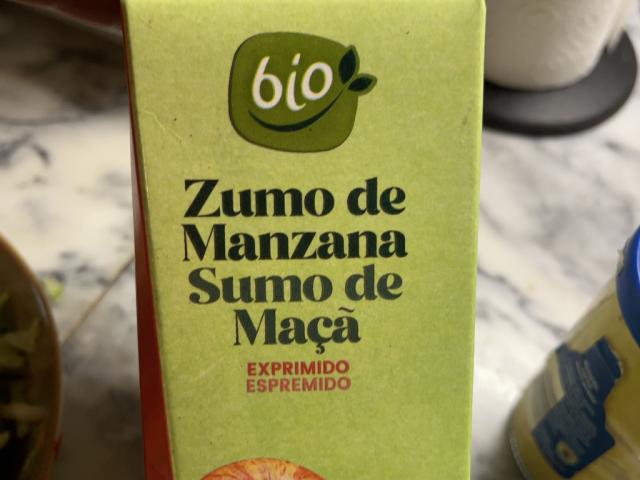 bio
Zumo de
Manzana
Sumo de
Maçã
EXPRIMIDO
ESPREMIDO